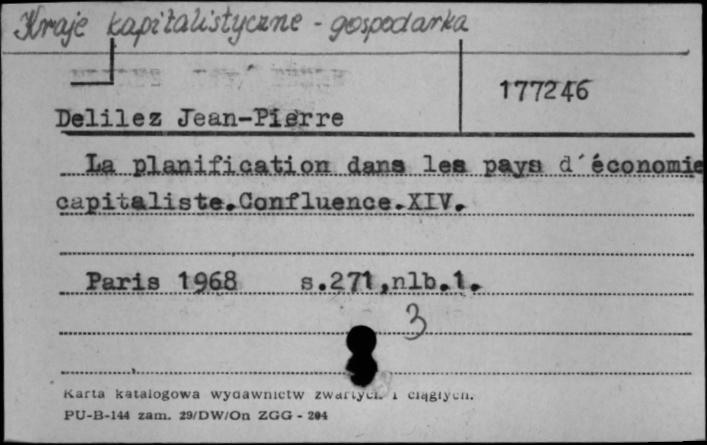 Kraje kapitalistyczne - gospodarka
177246
Delilez Jean-Pierre
La planification dans les pays d´économie
capitaliste.Confluence.XIV.
Paris 1968 s.271,nlb.1.
3
Karta katalogowa wydawnictw zwartych i ciągłych.
PU-B-144 zam. 29/DW/On ZGG - 204